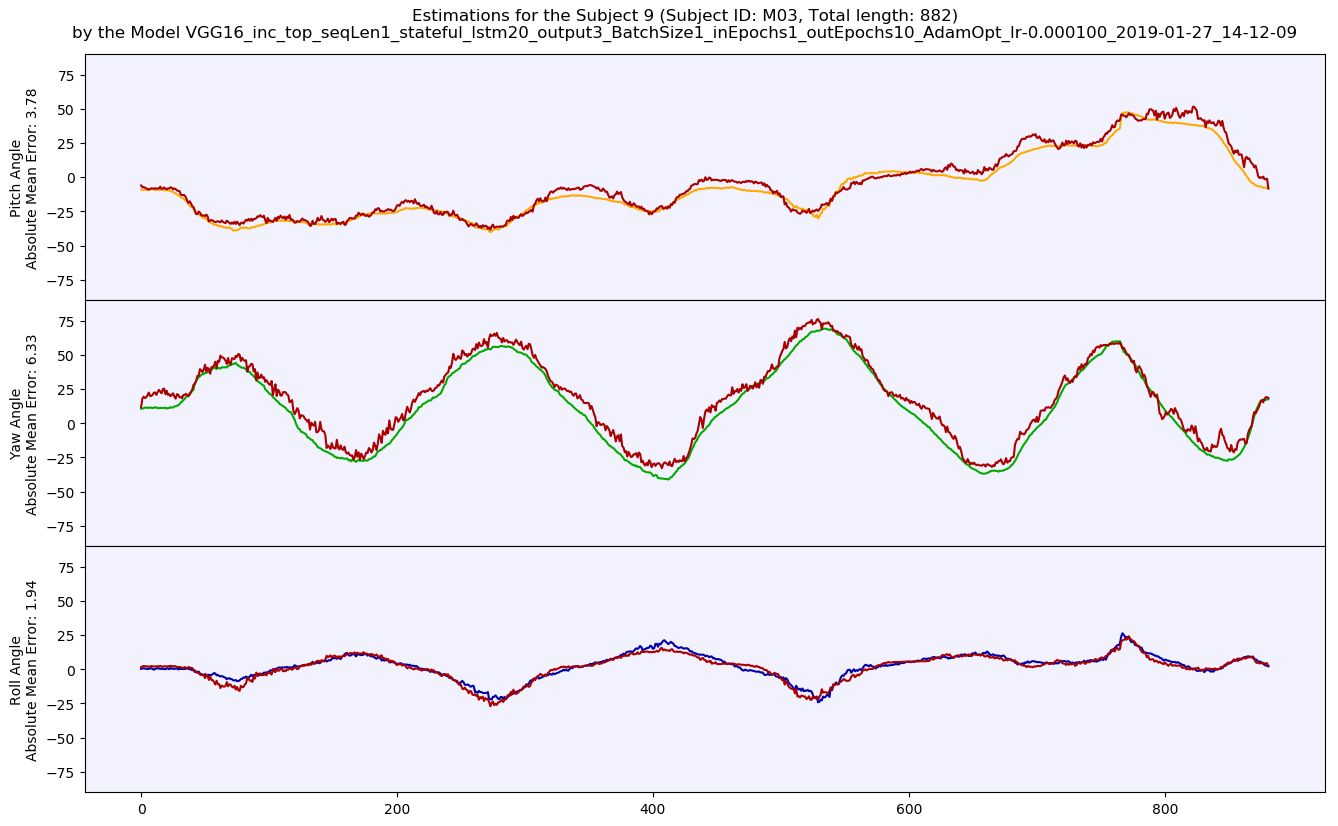 Estimations for the Subject 9 (Subject ID: M03, Total length: 882)
by the Model VGG16_inc_top_seqLen1_stateful_lstm20_output3_BatchSize1_inEpochs1_outEpochs10_AdamOpt_lr-0.000100_2019-01-27_14-12-09
Pitch Angle
Absolute Mean Error: 3.78
75
50
25
0
−25
−50
−75
Yaw Angle
Absolute Mean Error: 6.33
75
50
25
0
−25
−50
−75
Roll Angle
Absolute Mean Error: 1.94
75
50
25
0
−25
−50
−75
0 200 400 600 800